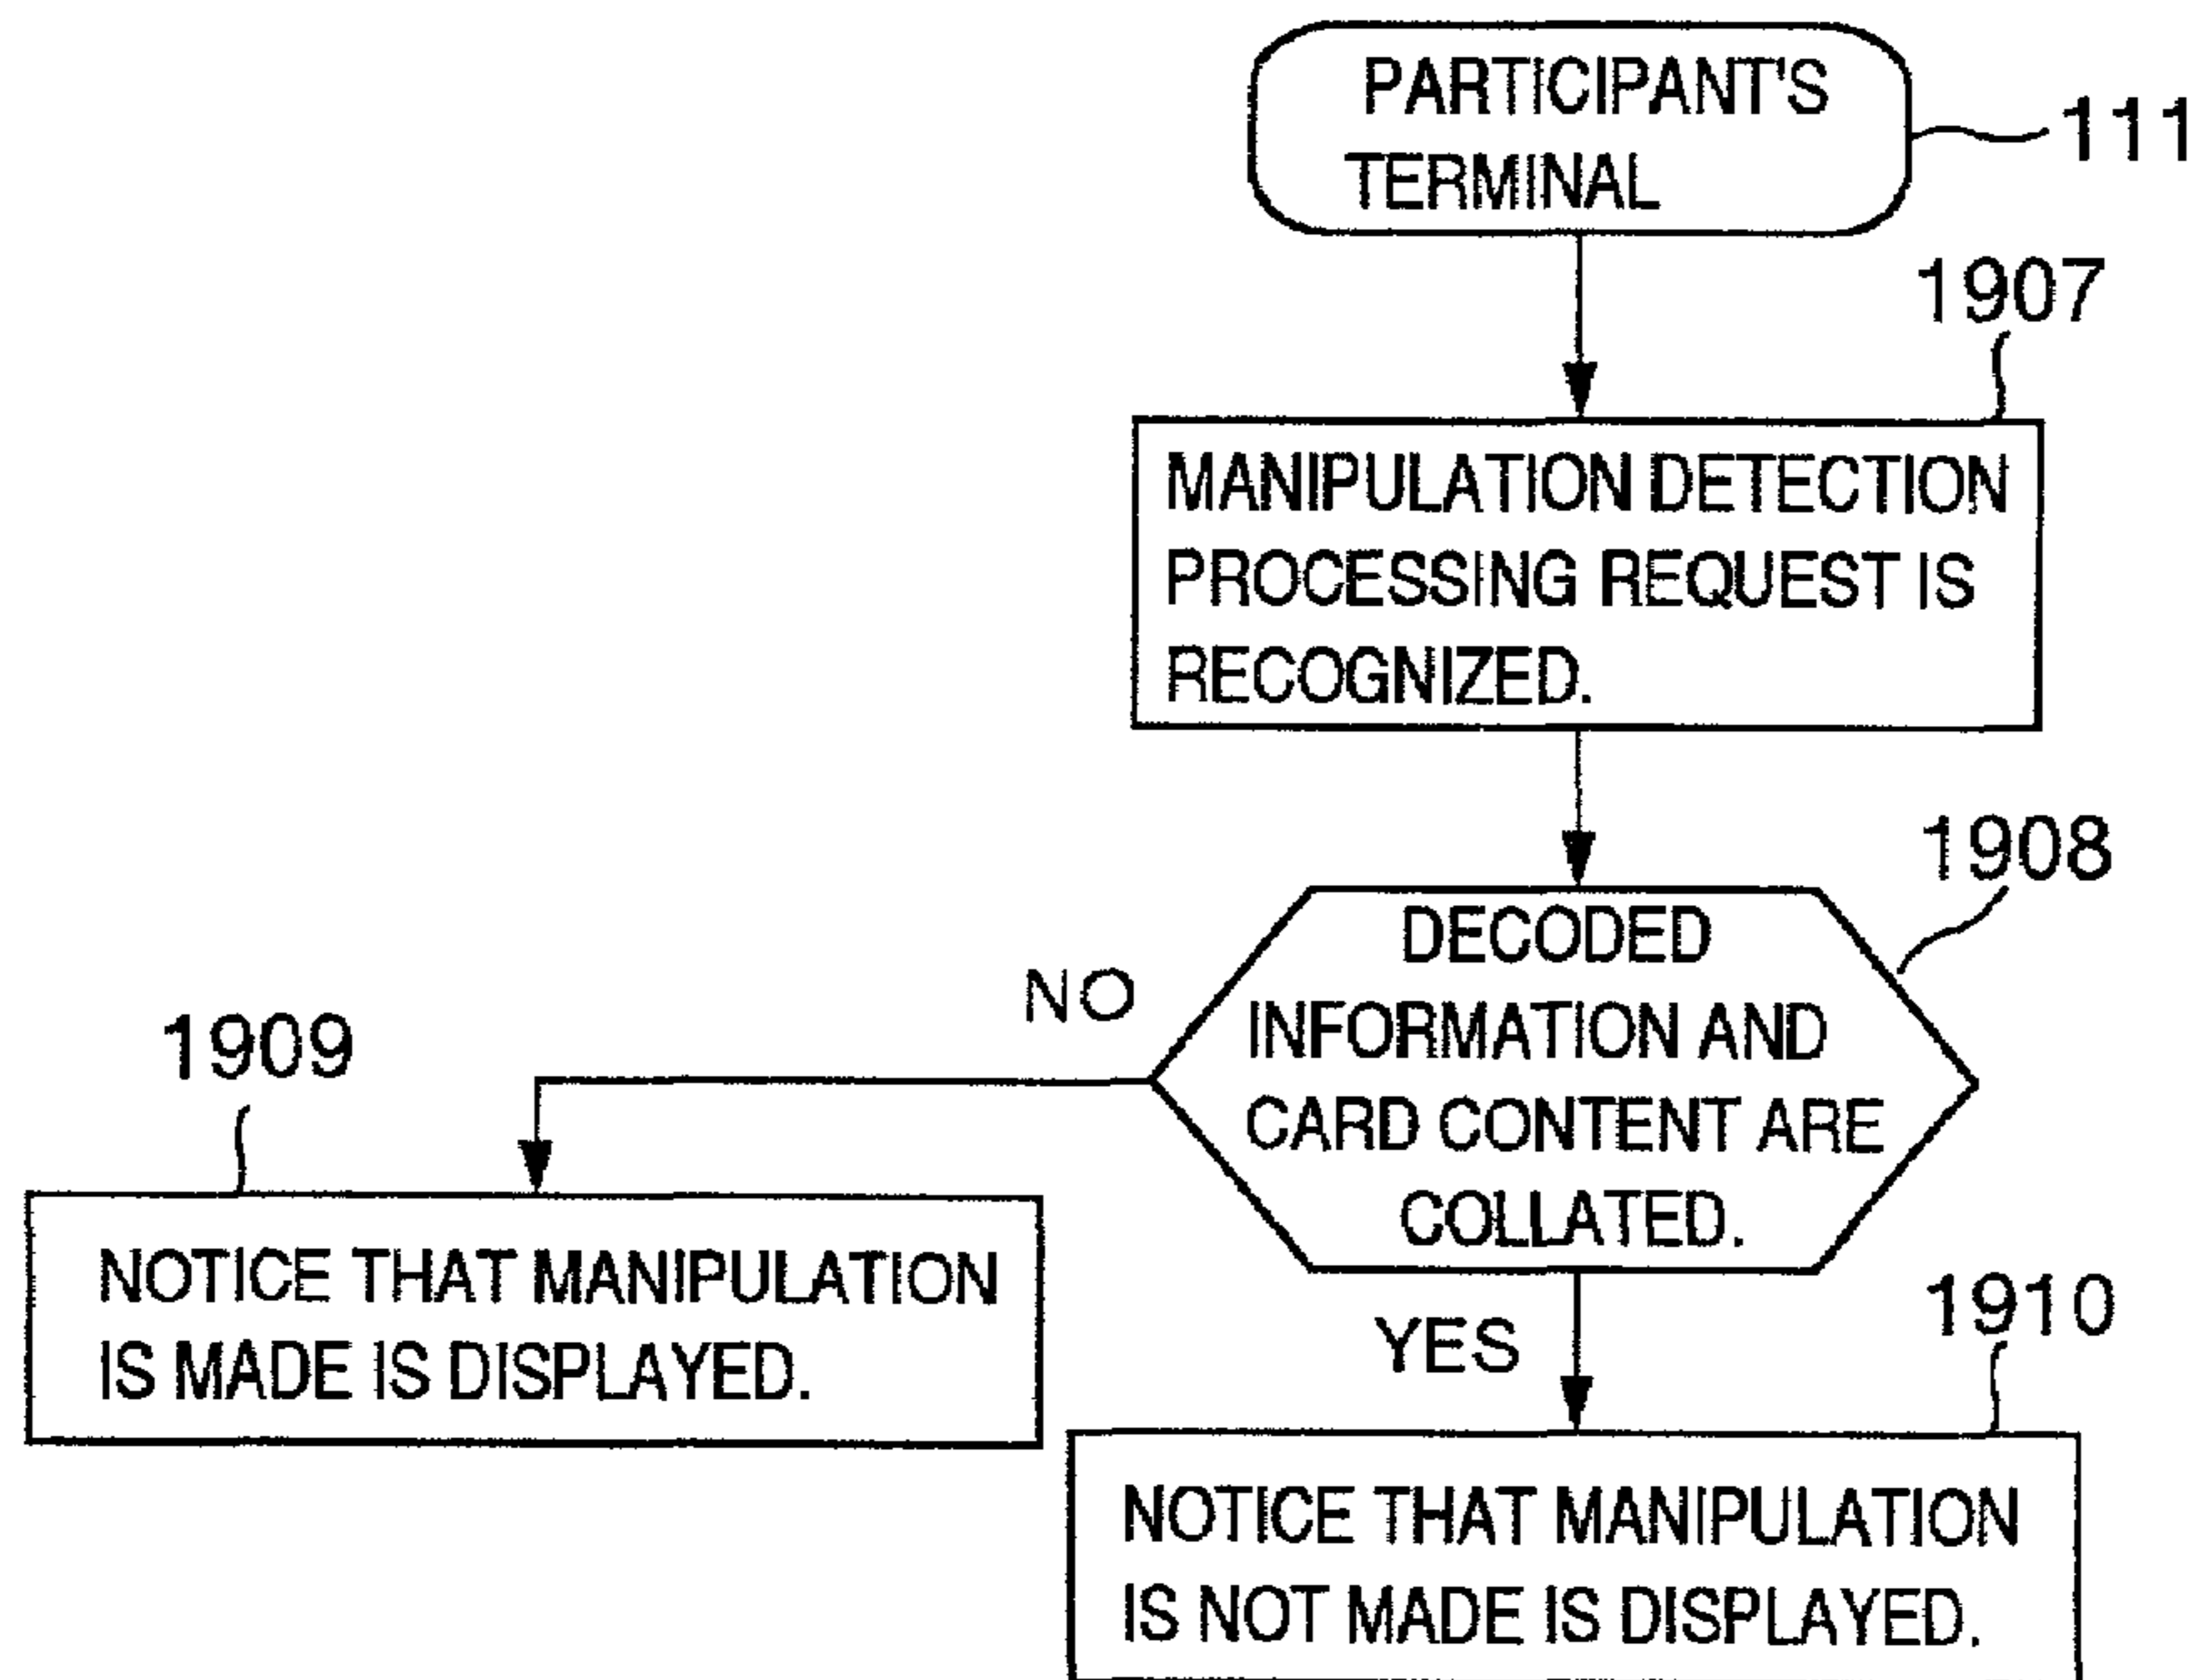 PARTICIPANT'S
TERMINAL
111
1907
MANIPULATION DETECTION
PROCESSING REQUEST IS
RECOGNIZED.
1908
DECODED
INFORMATION AND
CARD CONTENT ARE
COLLATED.
NO
1909
NOTICE THAT MANIPULATION
IS MADE IS DISPLAYED.
YES
1910
NOTICE THAT MANIPULATION
IS NOT MADE IS DISPLAYED.